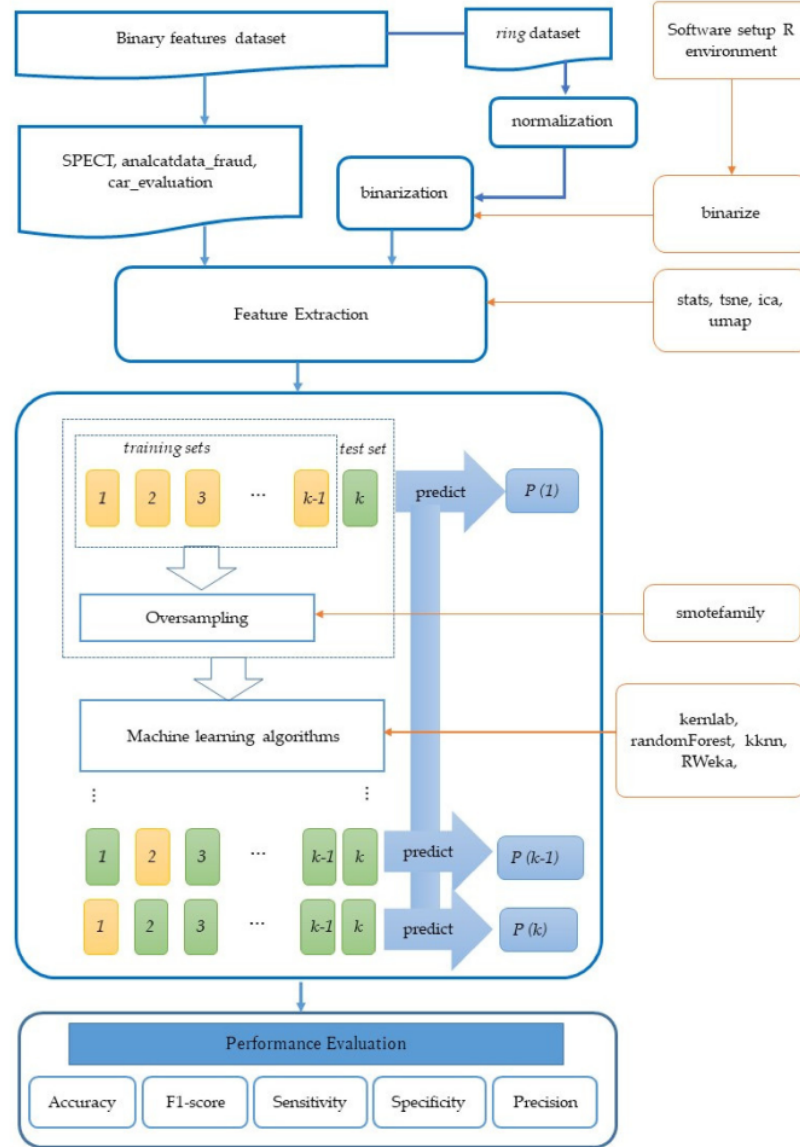 Binary features dataset
ring dataset
Software setup R
environment
normalization
SPECT, analcatdata_fraud,
car_evaluation
binarization
binarize
Feature Extraction
stats, tsne, ica,
umap
training sets
test set
1 2 3 ... k-1 k
predict
P (1)
Oversampling
smotefamily
Machine learning algorithms
kernlab,
randomForest, kknn,
RWeka,
⋮ ⋮
1 2 3 ... k-1 k
predict
P (k-1)
1 2 3 ... k-1 k
predict
P (k)
Performance Evaluation
Accuracy
F1-score
Sensitivity
Specificity
Precision